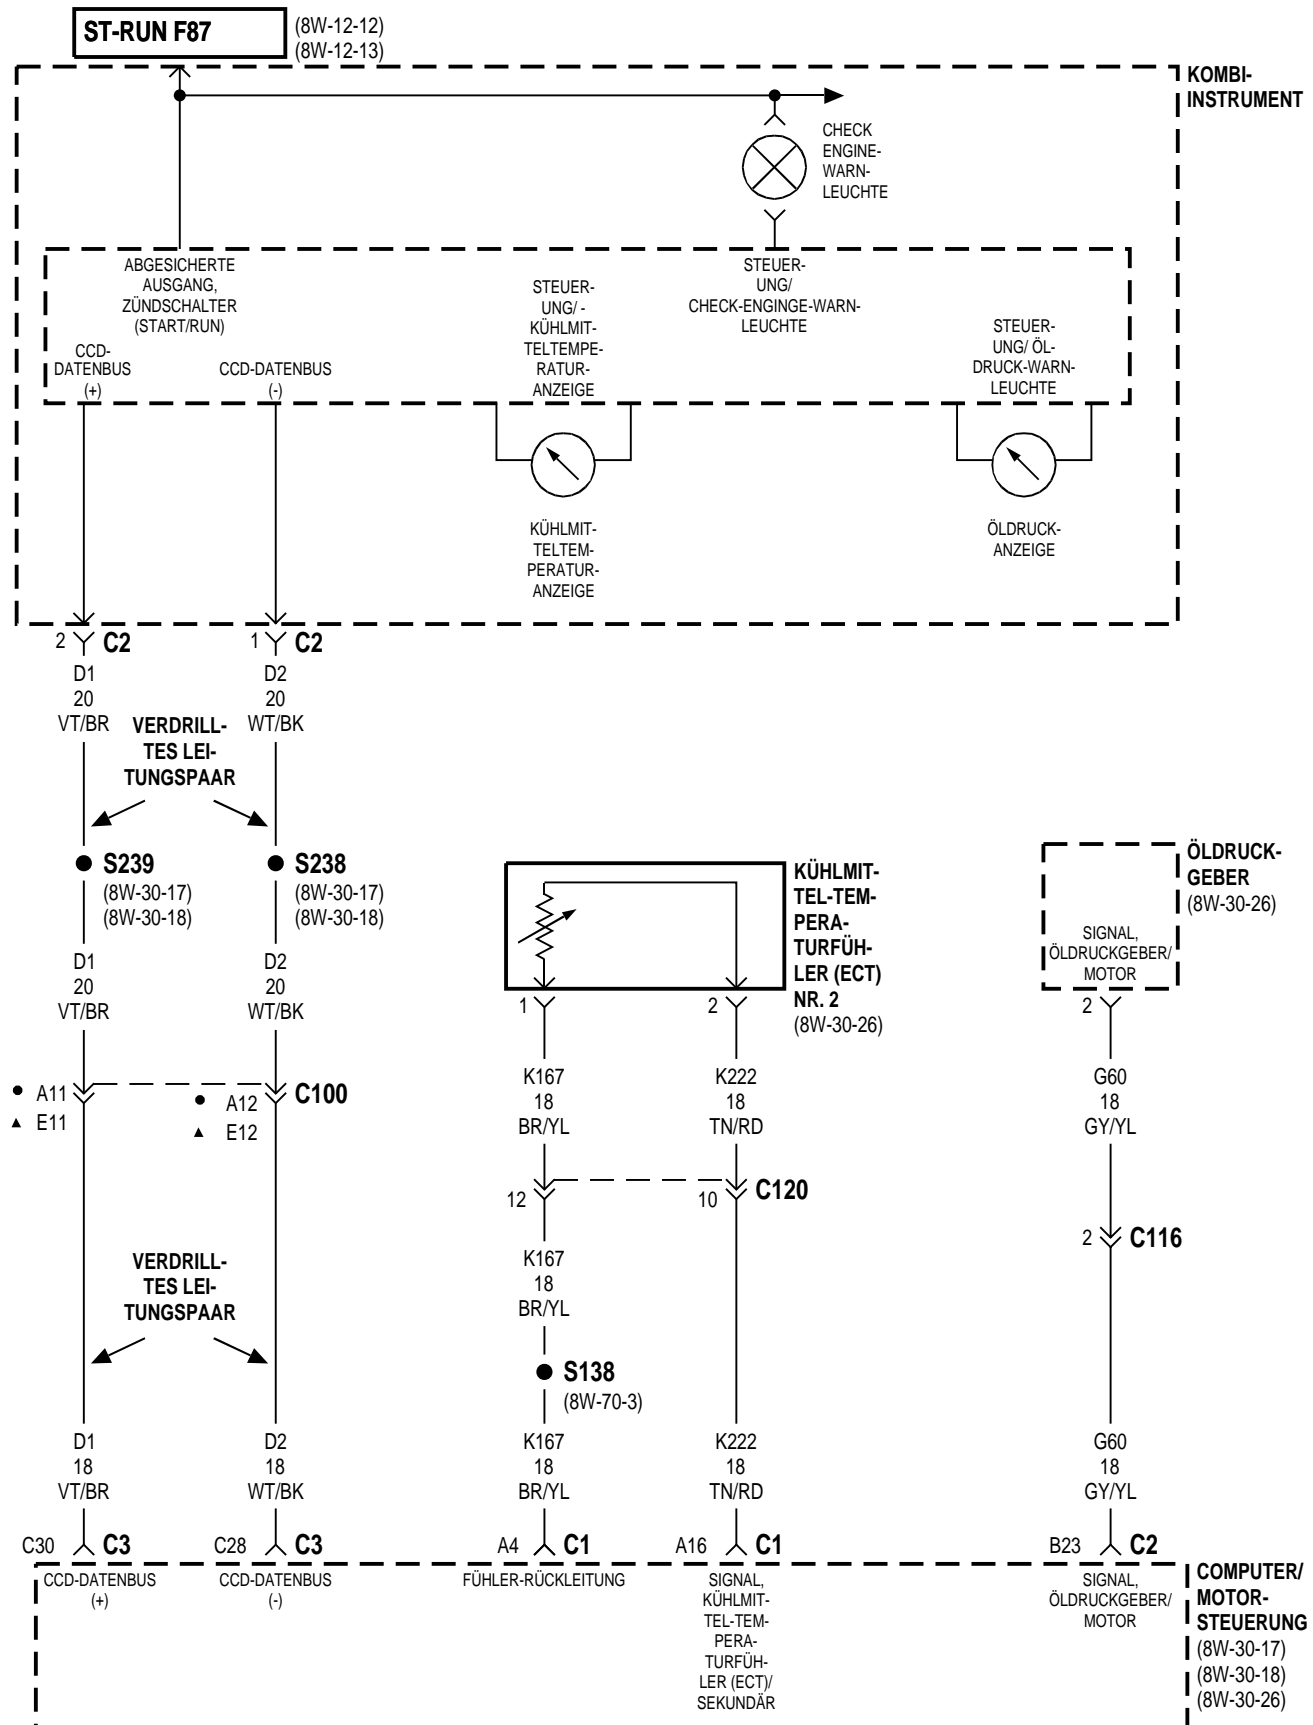 ST-RUN F87
(8W-12-12)
(8W-12-13)
KOMBI-
INSTRUMENT
CHECK
ENGINE-
WARN-
LEUCHTE
ABGESICHERTE
AUSGANG,
ZÜNDSCHALTER
(START/RUN)
CCD-
DATENBUS
(+)
CCD-DATENBUS
(-)
STEUER-
UNG/ -
KÜHLMIT-
TELTEMPE-
RATUR-
ANZEIGE
STEUER-
UNG/
CHECK-ENGINGE-WARN-
LEUCHTE
STEUER-
UNG/ ÖL-
DRUCK-WARN-
LEUCHTE
KÜHLMIT-
TELTEM-
PERATUR-
ANZEIGE
ÖLDRUCK-
ANZEIGE
2 C2
1 C2
D1
20
VT/BR
D2
20
WT/BK
VERDRILL-
TES LEI-
TUNGSPAAR
S239
(8W-30-17)
(8W-30-18)
S238
(8W-30-17)
(8W-30-18)
KÜHLMIT-
TEL-TEM-
PERA-
TURFÜH-
LER (ECT)
NR. 2
(8W-30-26)
ÖLDRUCK-
GEBER
(8W-30-26)
SIGNAL,
ÖLDRUCKGEBER/
MOTOR
D1
20
VT/BR
D2
20
WT/BK
1
2
2
● A11
▲ E11
● A12
▲ E12
C100
K167
18
BR/YL
K222
18
TN/RD
G60
18
GY/YL
12
10
C120
2 C116
K167
18
BR/YL
VERDRILL-
TES LEI-
TUNGSPAAR
S138
(8W-70-3)
D1
18
VT/BR
D2
18
WT/BK
K167
18
BR/YL
K222
18
TN/RD
G60
18
GY/YL
C30 C3
C28 C3
A4 C1
A16 C1
B23 C2
CCD-DATENBUS
(+)
CCD-DATENBUS
(-)
FÜHLER-RÜCKLEITUNG
SIGNAL,
KÜHLMIT-
TEL-TEM-
PERA-
TURFÜH-
LER (ECT)/
SEKUNDÄR
SIGNAL,
ÖLDRUCKGEBER/
MOTOR
COMPUTER/
MOTOR-
STEUERUNG
(8W-30-17)
(8W-30-18)
(8W-30-26)